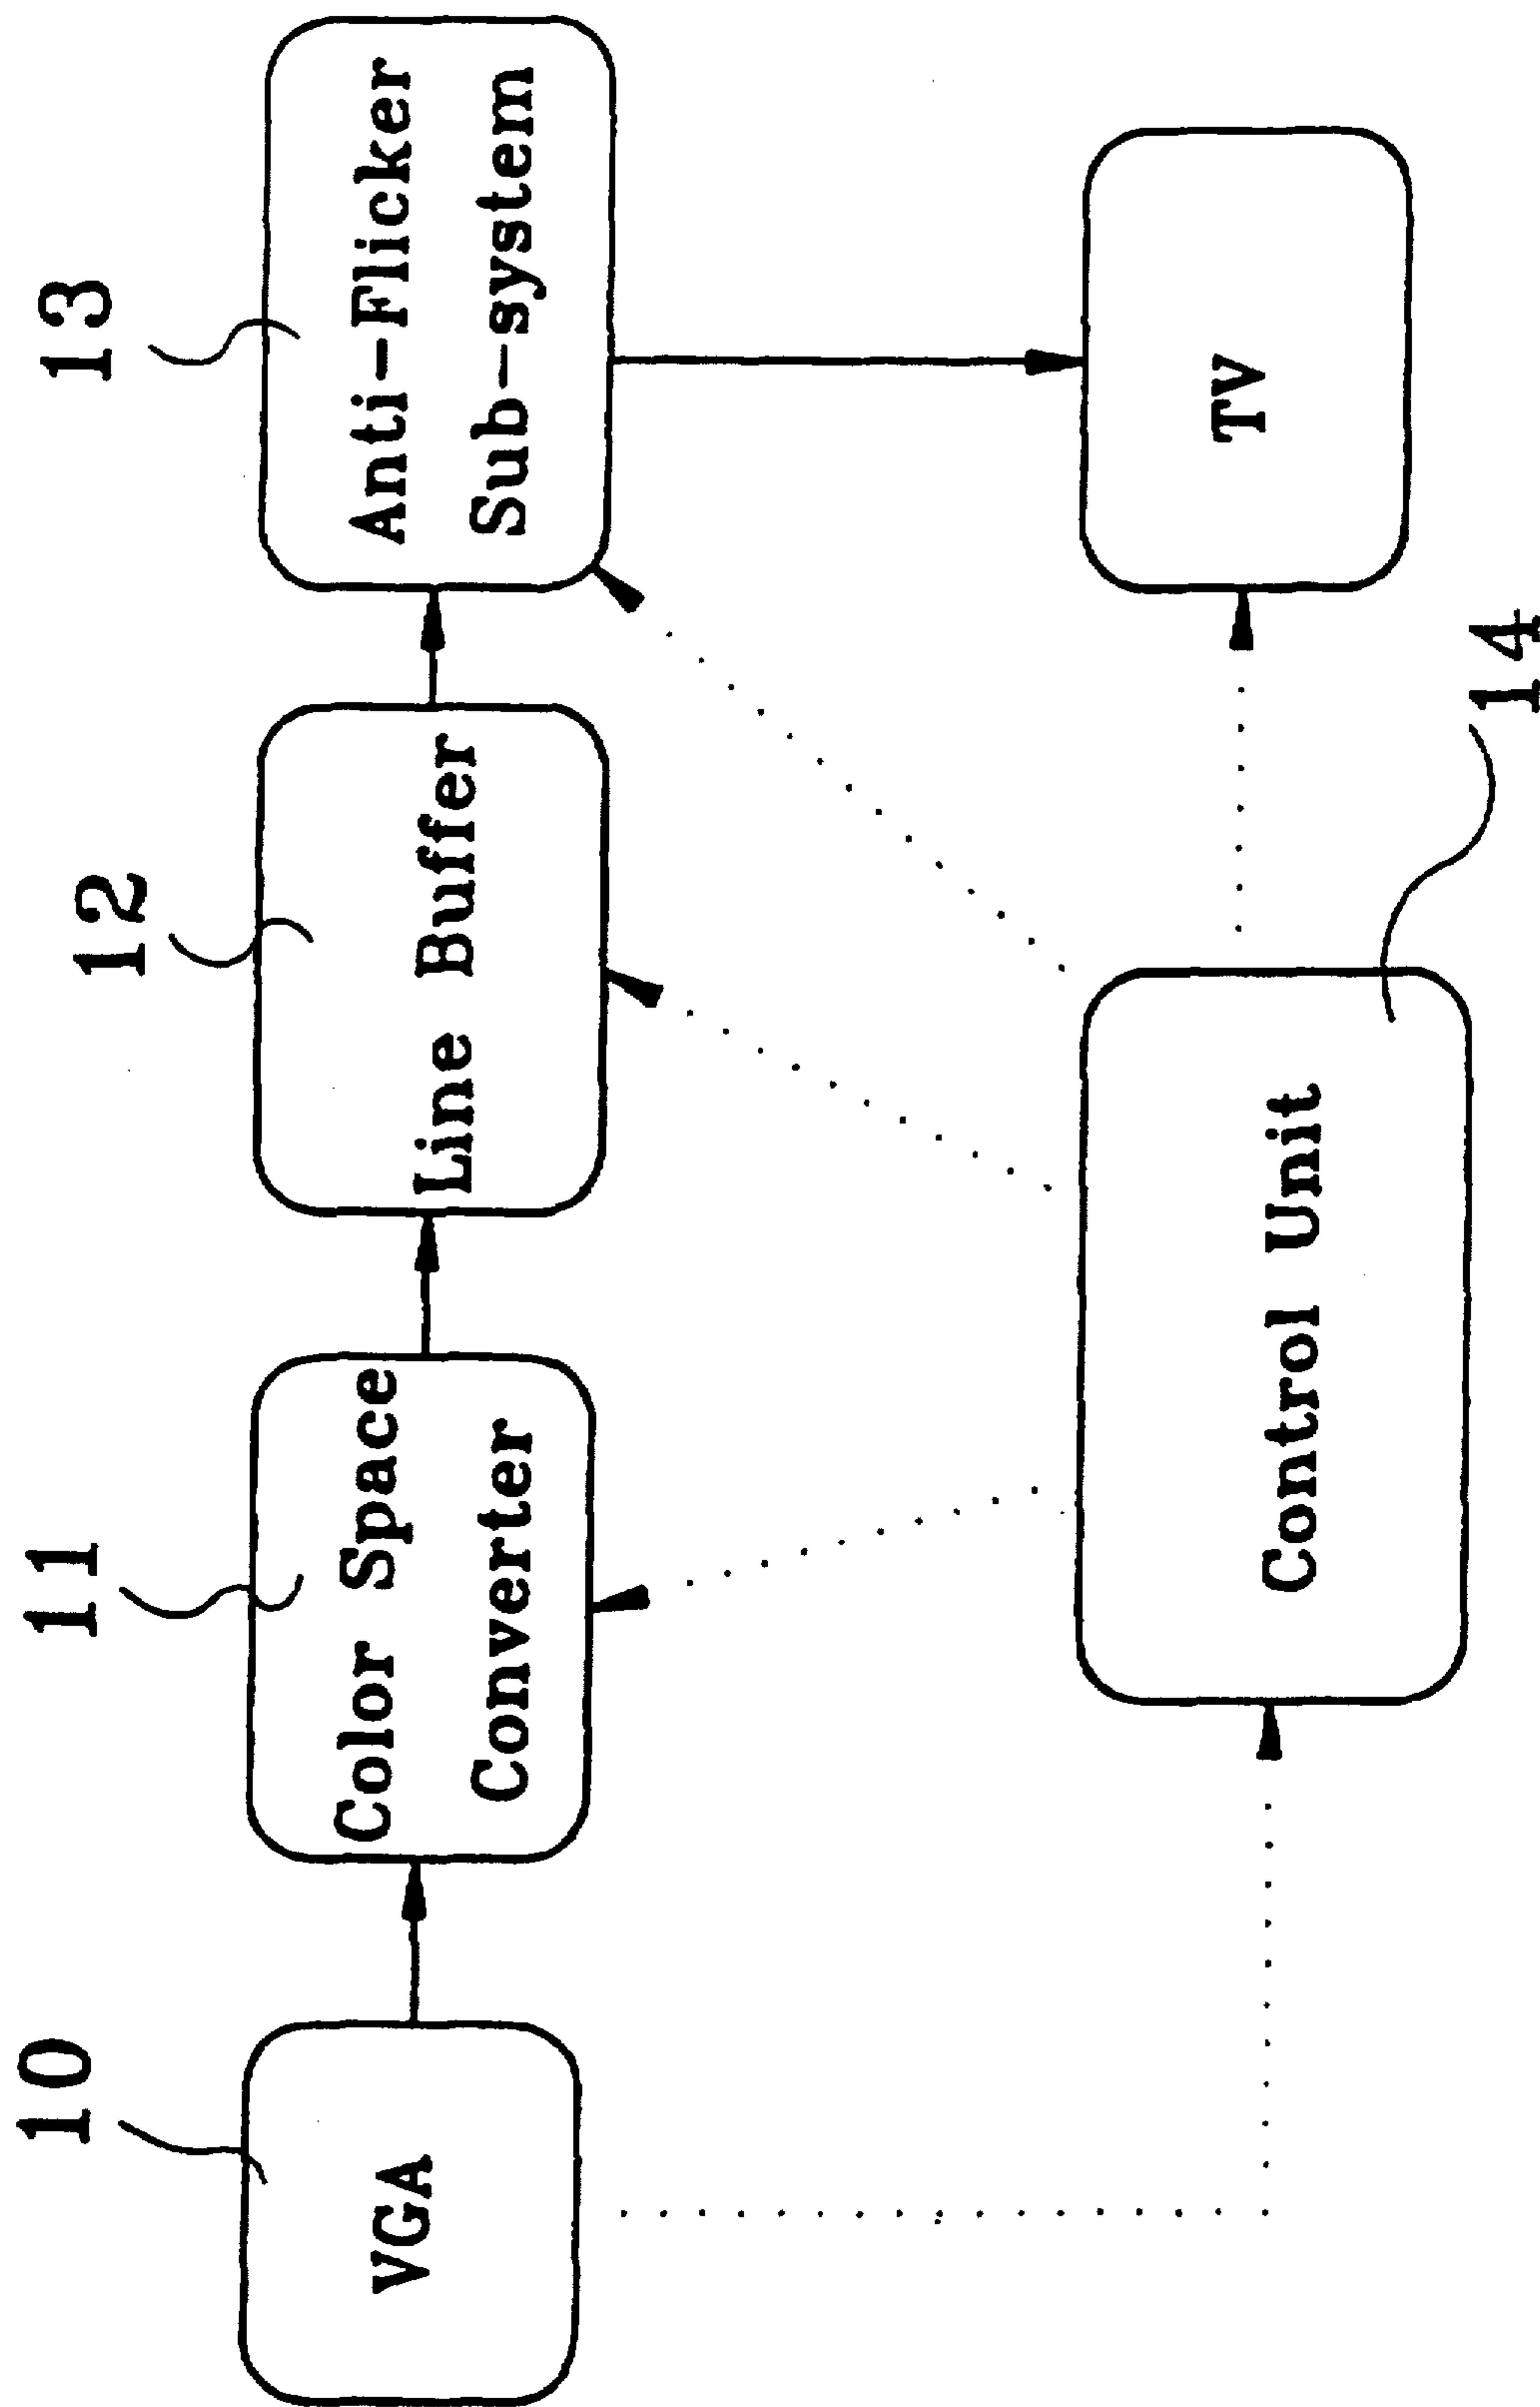 10
11
12
13
VGA
Color Space
Converter
Line Buffer
Anti-Flicker
Sub-system
Control Unit
14
TV